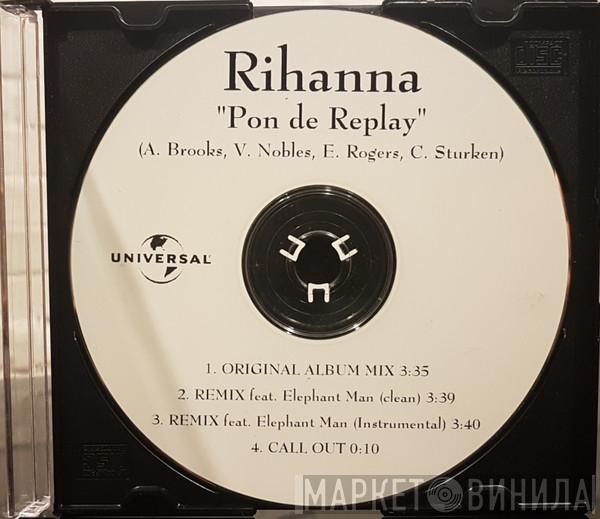 Rihanna
"Pon de Replay"
(A. Brooks, V. Nobles, E. Rogers, C. Sturken)
UNIVERSAL
1. ORIGINAL ALBUM MIX 3:35
2. REMIX feat. Elephant Man (clean) 3:39
3. REMIX feat. Elephant Man (Instrumental) 3:40
4. CALL OUT 0:10
МАРКЕТ ВИНИЛА